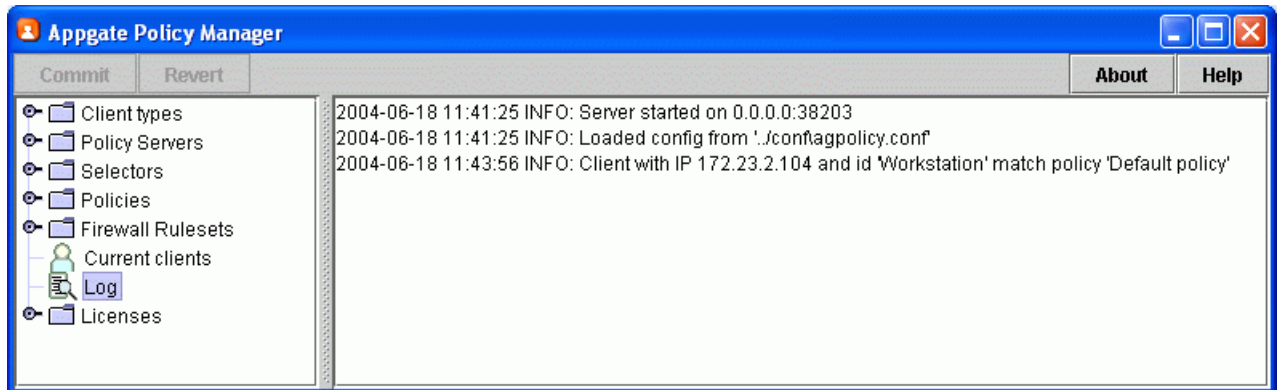 Appgate Policy Manager
Commit Revert About Help
Client types
Policy Servers
Selectors
Policies
Firewall Rulesets
Current clients
Log
Licenses
2004-06-18 11:41:25 INFO: Server started on 0.0.0.0:38203
2004-06-18 11:41:25 INFO: Loaded config from '../conf\agpolicy.conf'
2004-06-18 11:43:56 INFO: Client with IP 172.23.2.104 and id 'Workstation' match policy 'Default policy'